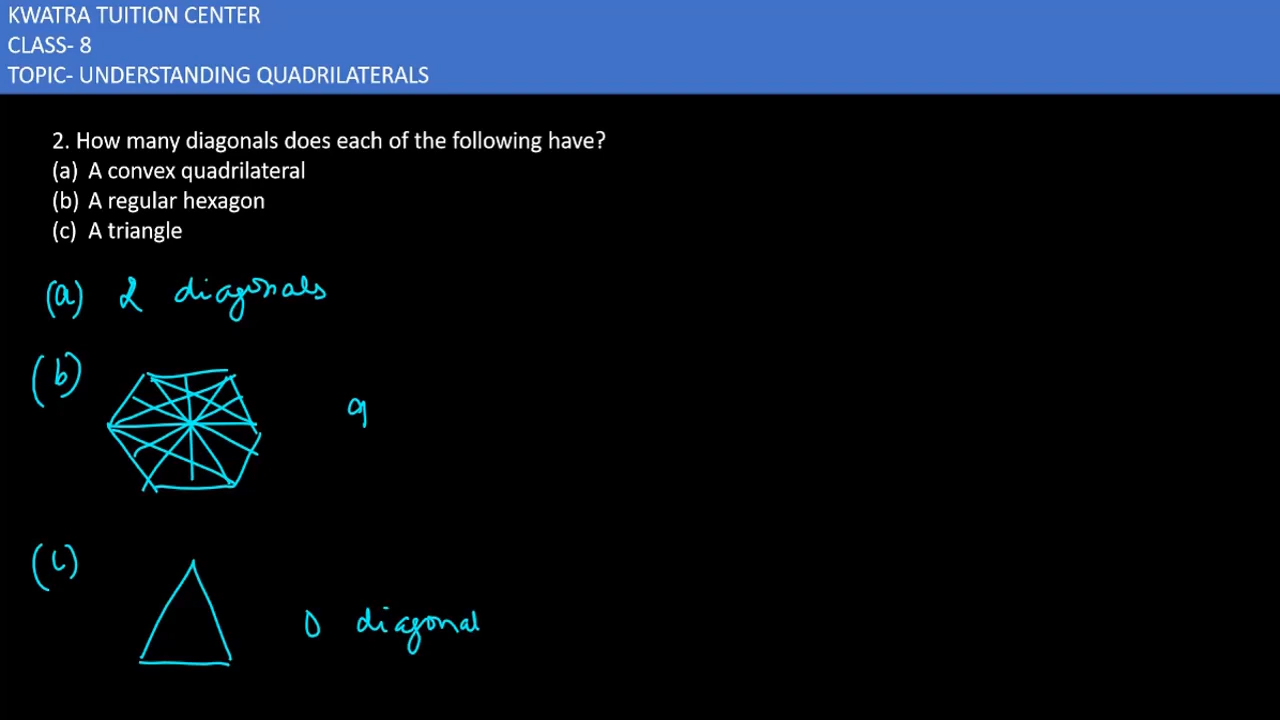 KWATRA TUITION CENTER
CLASS- 8
TOPIC- UNDERSTANDING QUADRILATERALS
2. How many diagonals does each of the following have?
(a) A convex quadrilateral
(b) A regular hexagon
(c) A triangle
(a) 2 diagonals
(b) 9
(c) 0 diagonal